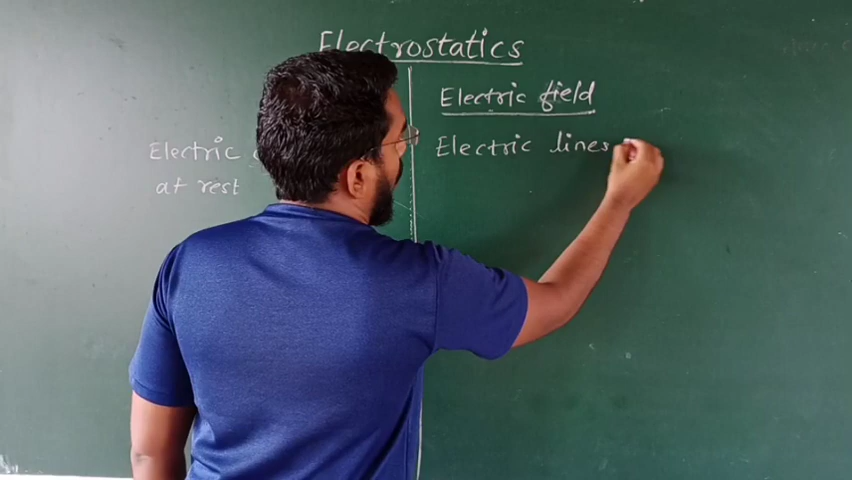 Electrostatics
Electric
at rest
Electric field
Electric lines